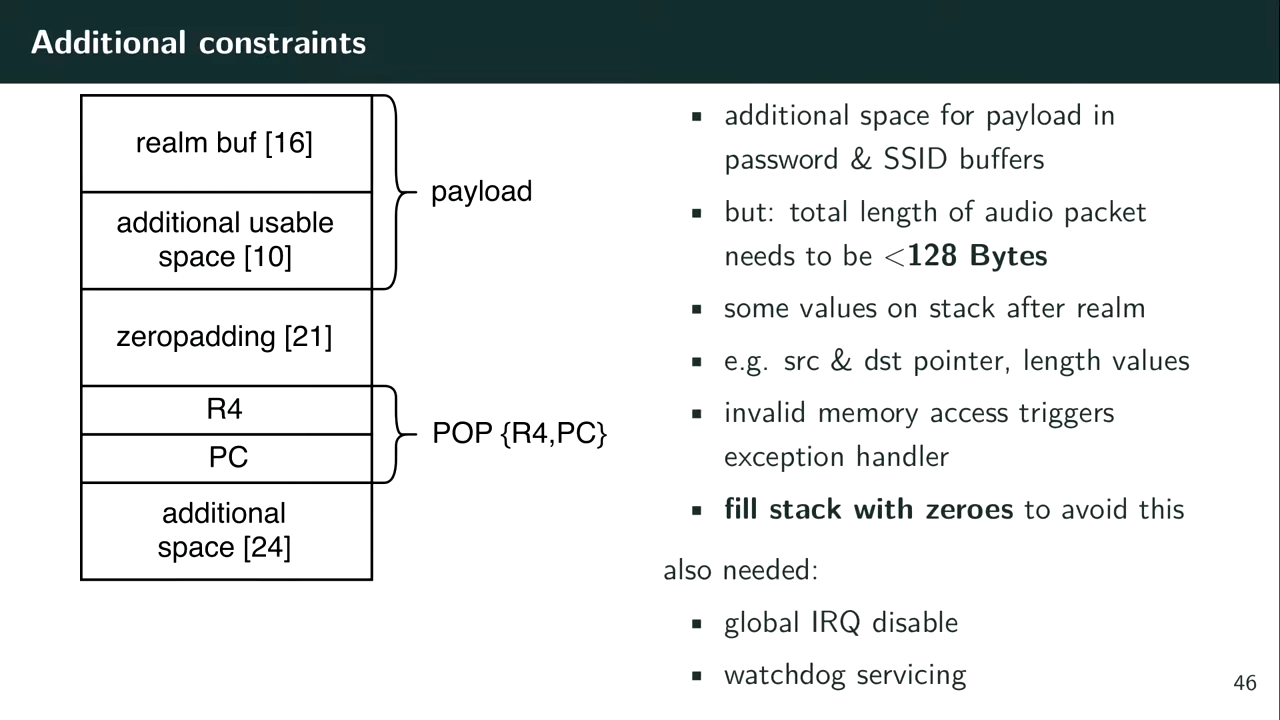 Additional constraints
realm buf [16]
additional usable
space [10]
payload
zeropadding [21]
R4
PC
POP {R4,PC}
additional
space [24]
▪ additional space for payload in
password & SSID buffers
▪ but: total length of audio packet
needs to be <128 Bytes
▪ some values on stack after realm
▪ e.g. src & dst pointer, length values
▪ invalid memory access triggers
exception handler
▪ fill stack with zeroes to avoid this
also needed:
▪ global IRQ disable
▪ watchdog servicing
46